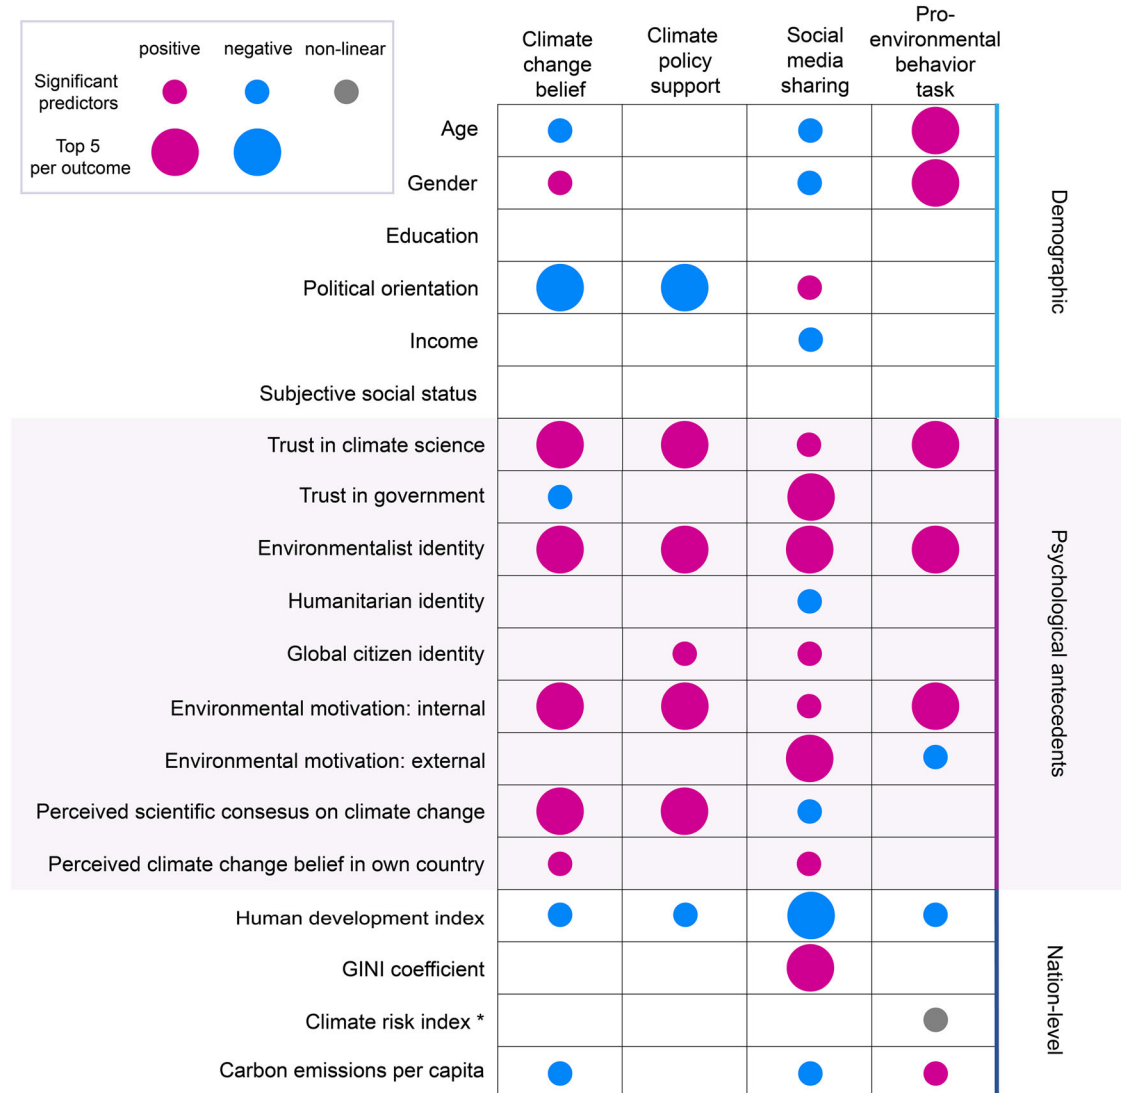 positive negative non-linear
Significant
predictors
Top 5
per outcome
Climate
change
belief
Climate
policy
support
Social
media
sharing
Pro-
environmental
behavior
task
Age
Gender
Education
Political orientation
Income
Subjective social status
Demographic
Trust in climate science
Trust in government
Environmentalist identity
Humanitarian identity
Global citizen identity
Environmental motivation: internal
Environmental motivation: external
Perceived scientific consesus on climate change
Perceived climate change belief in own country
Psychological antecedents
Human development index
GINI coefficient
Climate risk index *
Carbon emissions per capita
Nation-level